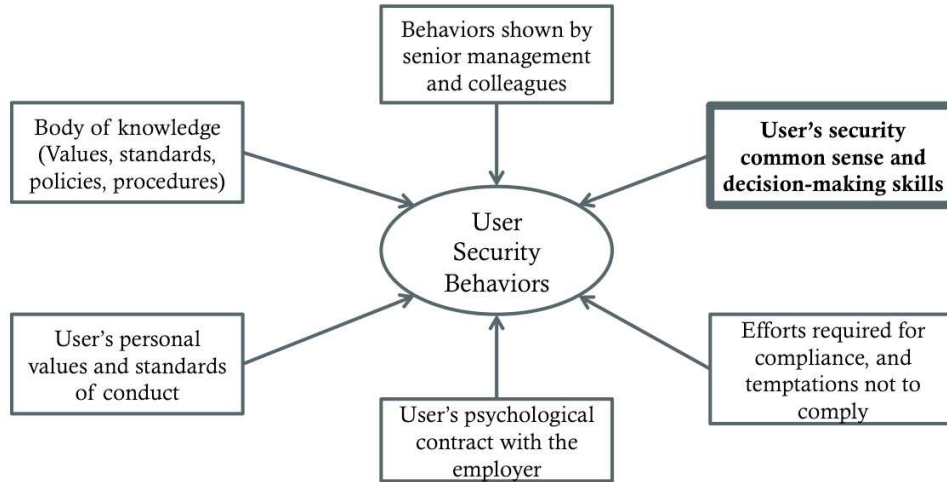 Behaviors shown by
senior management
and colleagues
Body of knowledge
(Values, standards,
policies, procedures)
User’s security
common sense and
decision-making skills
User
Security
Behaviors
User’s personal
values and standards
of conduct
Efforts required for
compliance, and
temptations not to
comply
User’s psychological
contract with the
employer